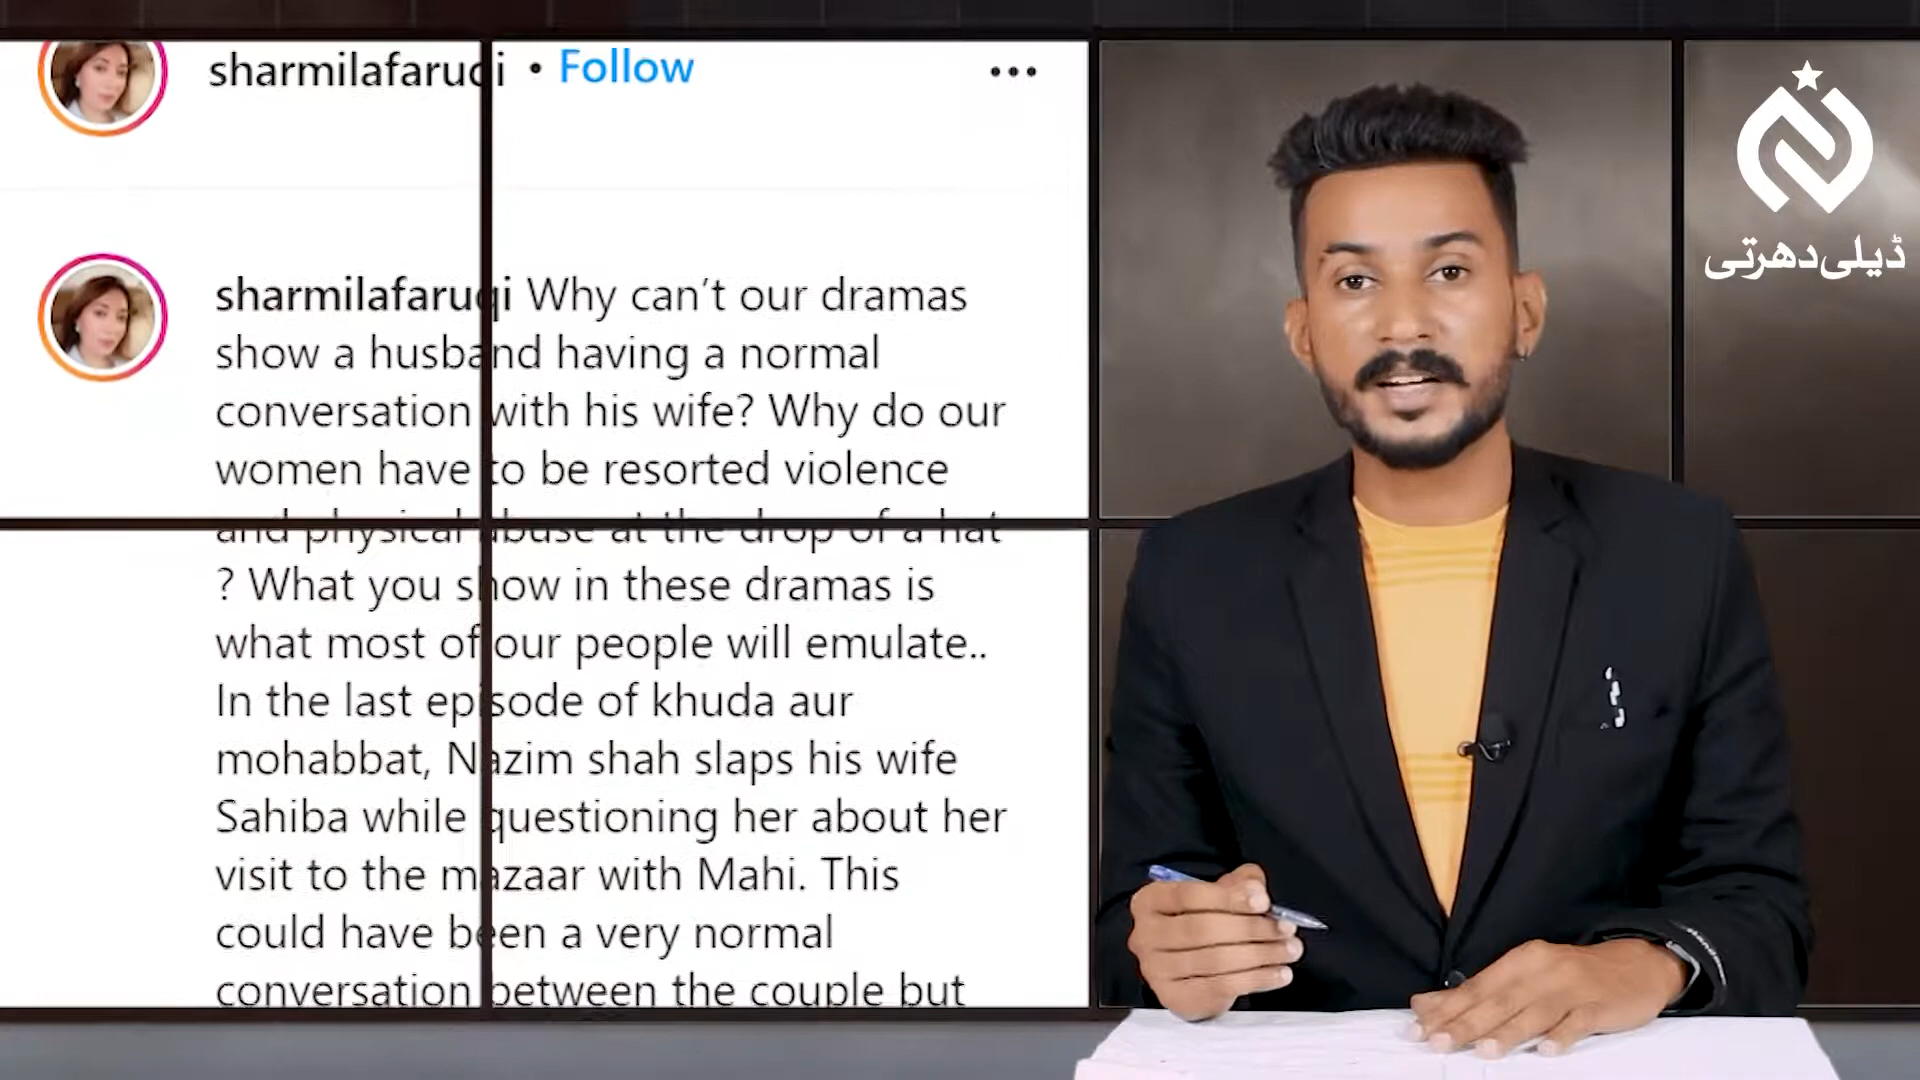 sharmilafaruqi • Follow
sharmilafaruqi Why can’t our dramas
show a husband having a normal
conversation with his wife? Why do our
women have to be resorted violence
and physical abuse at the drop of a hat
? What you show in these dramas is
what most of our people will emulate..
In the last episode of khuda aur
mohabbat, Nazim shah slaps his wife
Sahiba while questioning her about her
visit to the mazaar with Mahi. This
could have been a very normal
conversation between the couple but
ڈیلی دھرتی